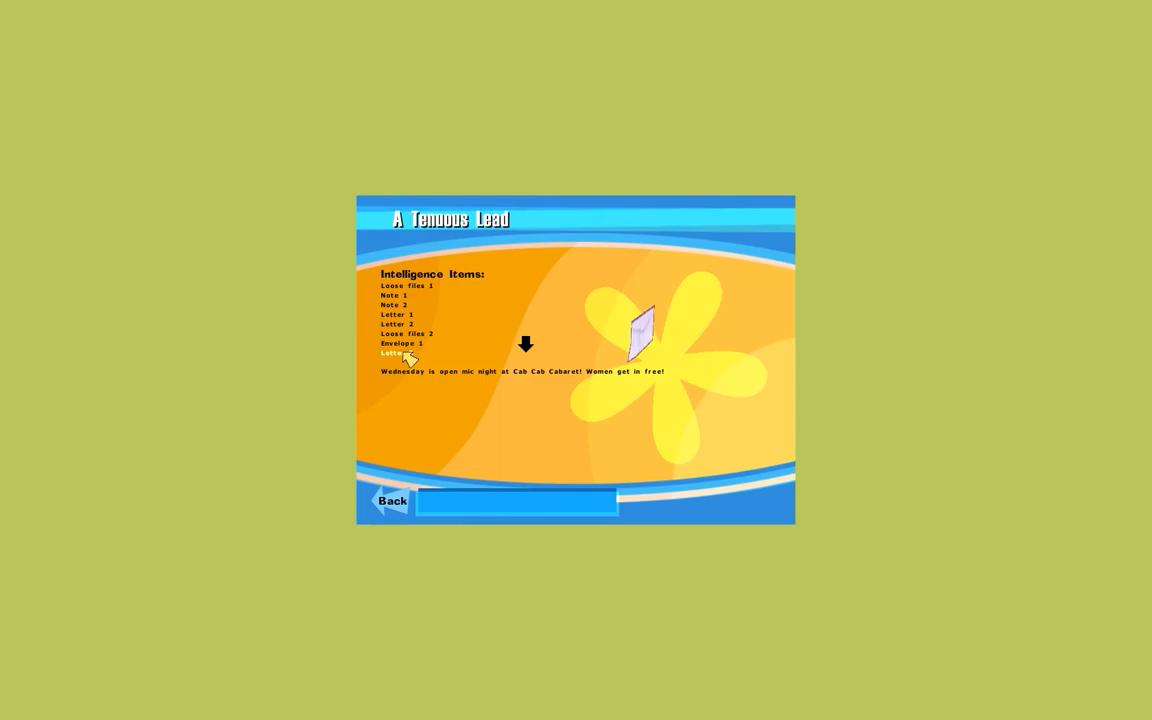 A Tenuous Lead
Intelligence Items:
Loose files 1
Note 1
Note 2
Letter 1
Letter 2
Loose files 2
Envelope 1
Wednesday is open mic night at Cab Cab Cabaret! Women get in free!
Back